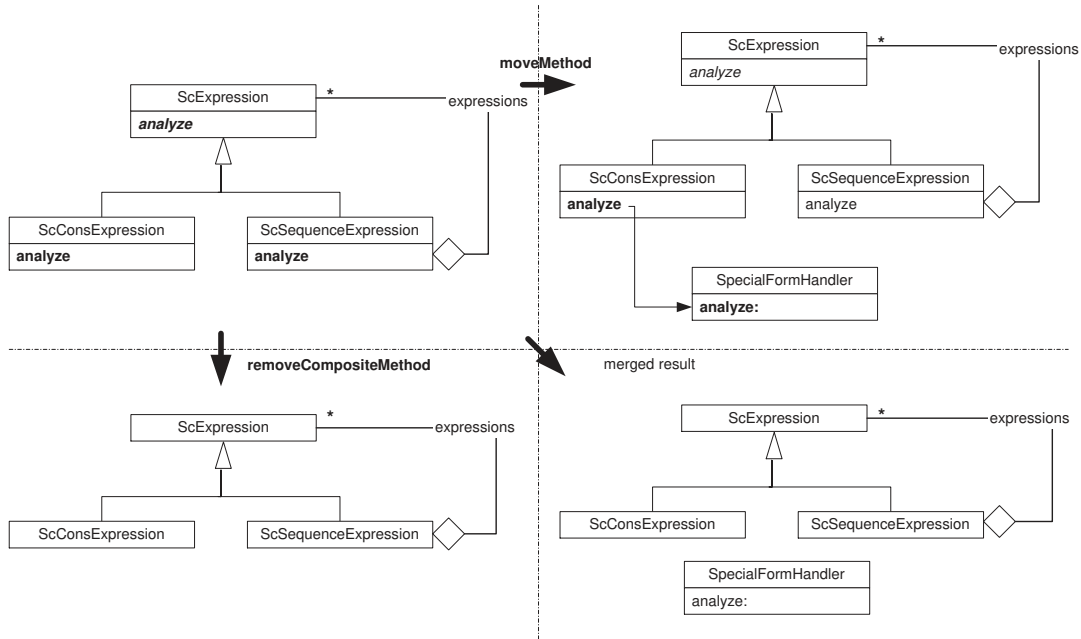 ScExpression
*
expressions
analyze
ScConsExpression
analyze
ScSequenceExpression
analyze
moveMethod
ScExpression
*
expressions
analyze
ScConsExpression
analyze
ScSequenceExpression
analyze
SpecialFormHandler
analyze:
removeCompositeMethod
ScExpression
*
expressions
ScConsExpression
ScSequenceExpression
merged result
ScExpression
*
expressions
ScConsExpression
ScSequenceExpression
SpecialFormHandler
analyze: